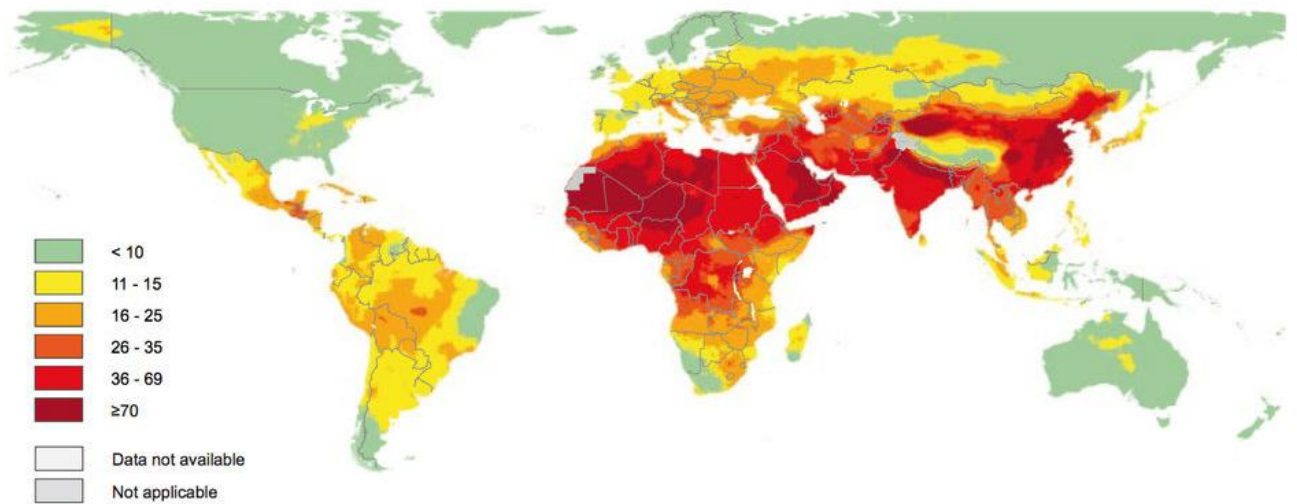 < 10
11 - 15
16 - 25
26 - 35
36 - 69
≥70
Data not available
Not applicable